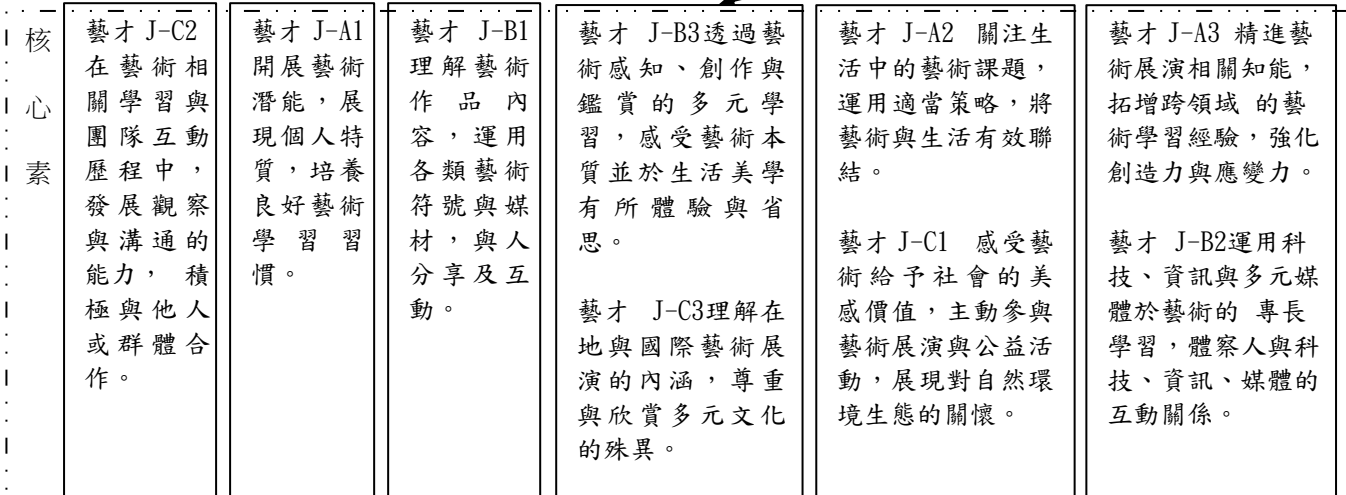 核
心
素
藝才 J-C2
在藝術相
關學習與
團隊互動
歷程中，
發展觀察
與溝通的
能力， 積
極與他人
或群體合
作。
藝才 J-A1
開展藝術
潛能，展
現個人特
質，培養
良好藝術
學習習
慣。
藝才 J-B1
理解藝術
作品內
容，運用
各類藝術
符號與媒
材，與人
分享及互
動。
藝才 J-B3透過藝
術感知、創作與
鑑賞的多元學
習，感受藝術本
質並於生活美學
有所體驗與省
思。
藝才 J-C3理解在
地與國際藝術展
演的內涵，尊重
與欣賞多元文化
的殊異。
藝才 J-A2 關注生
活中的藝術課題，
運用適當策略，將
藝術與生活有效聯
結。
藝才 J-C1 感受藝
術給予社會的美
感價值，主動參與
藝術展演與公益活
動，展現對自然環
境生態的關懷。
藝才 J-A3 精進藝
術展演相關知能，
拓增跨領域 的藝
術學習經驗，強化
創造力與應變力。
藝才 J-B2運用科
技、資訊與多元媒
體於藝術的 專長
學習，體察人與科
技、資訊、媒體的
互動關係。